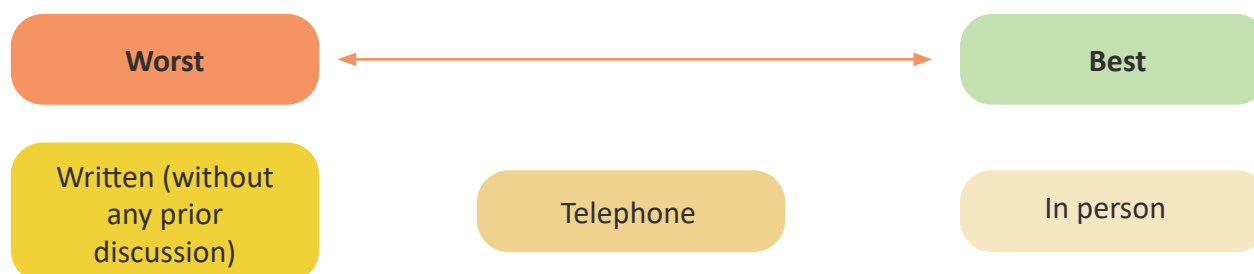 Worst
Best
Written (without
any prior
discussion)
Telephone
In person